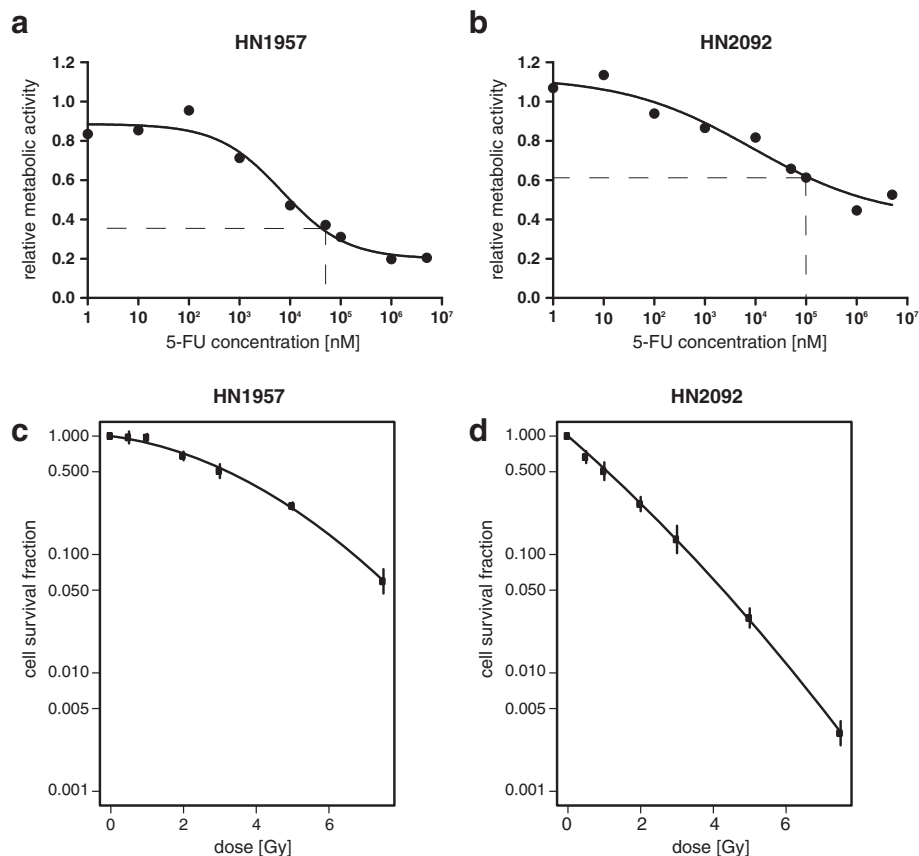 a
HN1957
relative metabolic activity
1.2
1.0
0.8
0.6
0.4
0.2
0.0
1 10 10² 10³ 10⁴ 10⁵ 10⁶ 10⁷
5-FU concentration [nM]
b
HN2092
relative metabolic activity
1.2
1.0
0.8
0.6
0.4
0.2
0.0
1 10 10² 10³ 10⁴ 10⁵ 10⁶ 10⁷
5-FU concentration [nM]
c
HN1957
cell survival fraction
1.000
0.500
0.100
0.050
0.010
0.005
0.001
0 2 4 6
dose [Gy]
d
HN2092
cell survival fraction
1.000
0.500
0.100
0.050
0.010
0.005
0.001
0 2 4 6
dose [Gy]